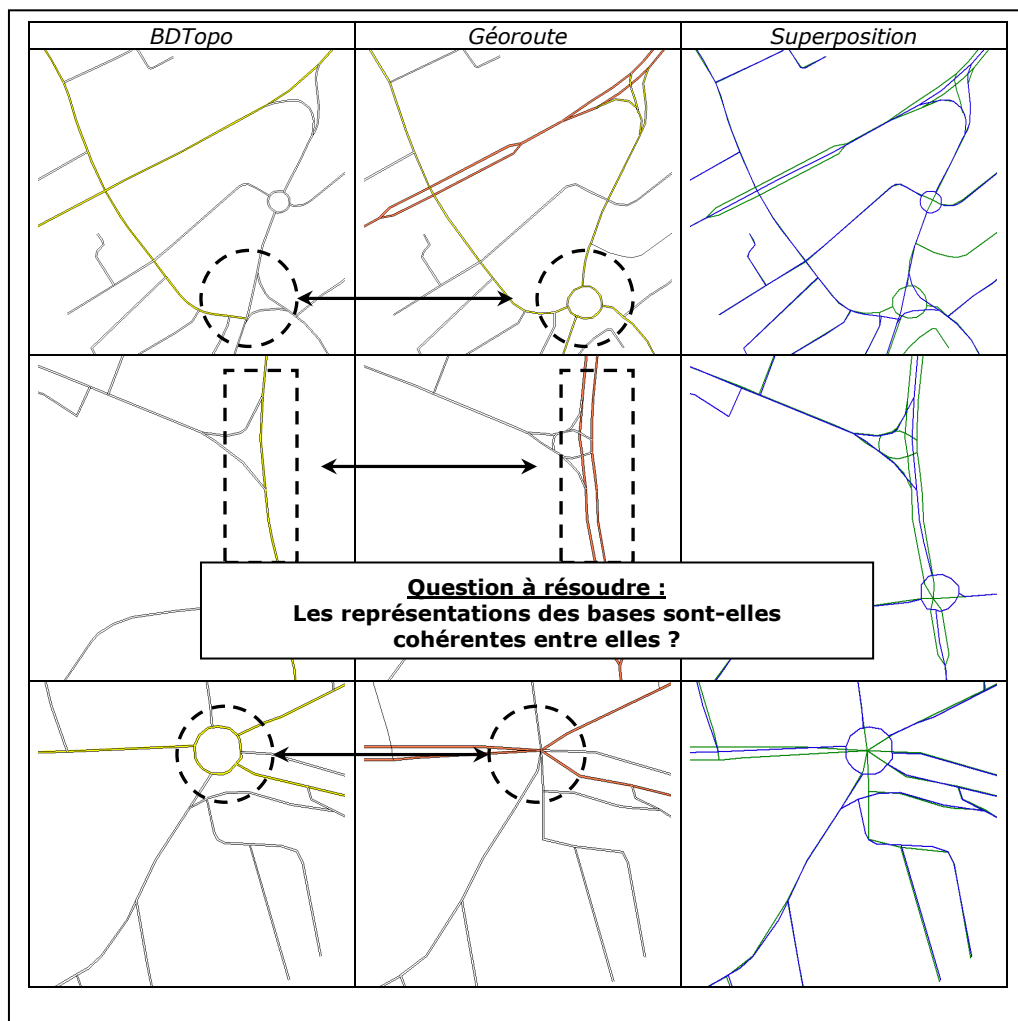 BDTopo
Géoroute
Superposition
Question à résoudre :
Les représentations des bases sont-elles
cohérentes entre elles ?